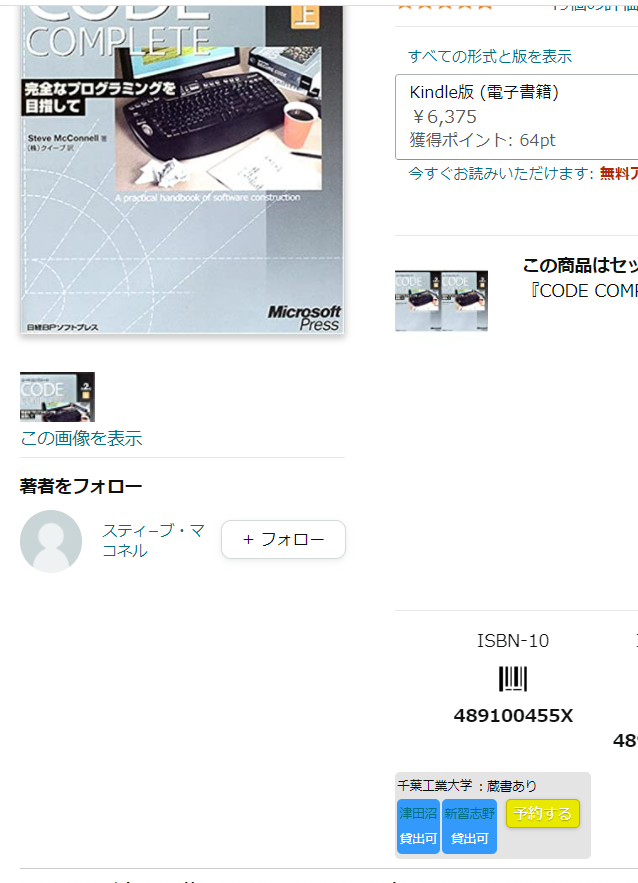 CODE
COMPLETE
上
完全なプログラミングを
目指して
Steve McConnell 著
(株)クイープ 訳
A practical handbook of software construction
Microsoft
Press
日経BPソフトプレス
この画像を表示
著者をフォロー
スティーブ・マ
コネル
+ フォロー
すべての形式と版を表示
Kindle版 (電子書籍)
￥6,375
獲得ポイント: 64pt
今すぐお読みいただけます: 無料ア
この商品はセッ
『CODE COMP
ISBN-10
489100455X
489
千葉工業大学 : 蔵書あり
津田沼 新習志野 予約する
貸出可 貸出可